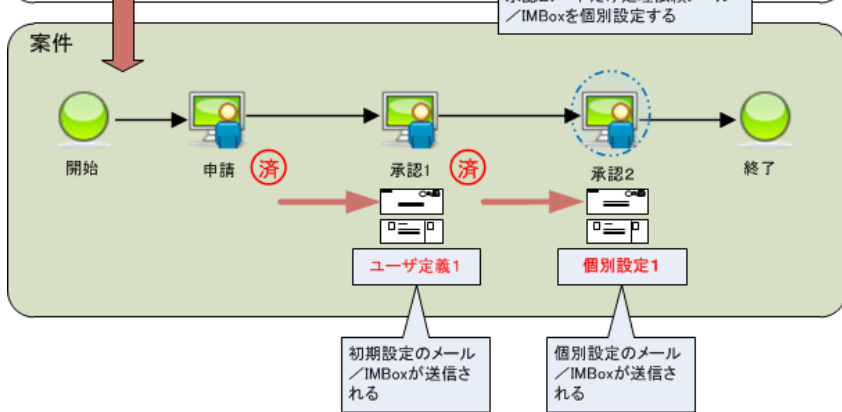 ／IMBoxを個別設定する
案件
開始
申請
済
承認1
済
承認2
終了
ユーザ定義1
個別設定1
初期設定のメール
／IMBoxが送信さ
れる
個別設定のメール
／IMBoxが送信さ
れる